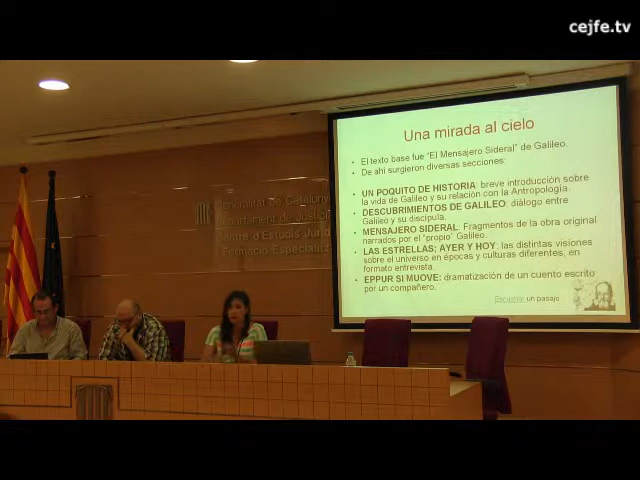 cejfe.tv
Una mirada al cielo
• El texto base fue "El Mensajero Sideral" de Galileo.
• De ahí surgieron diversas secciones:
• UN POQUITO DE HISTORIA: breve introducción sobre
la vida de Galileo y su relación con la Antropología.
• DESCUBRIMIENTOS DE GALILEO: diálogo entre
Galileo y su discípula.
• MENSAJERO SIDERAL: Fragmentos de la obra original
narrados por el "propio" Galileo.
• LAS ESTRELLAS; AYER Y HOY: las distintas visiones
sobre el universo en épocas y culturas diferentes, en
formato entrevista.
• EPPUR SI MUOVE: dramatización de un cuento escrito
por un compañero.
un pasaje
Generalitat de Catalunya
Departament de Justícia
Centre d'Estudis Jurí
i Formació Especialitz